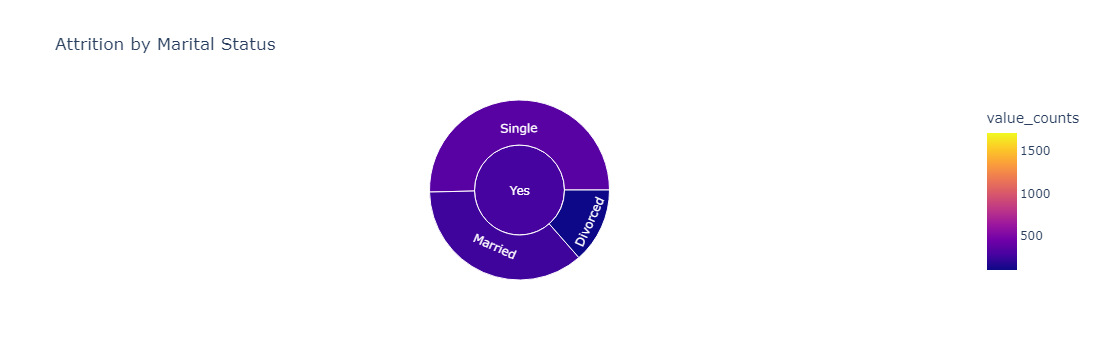 Attrition by Marital Status
value_counts
Single
Yes
Married
Divorced
1500
1000
500